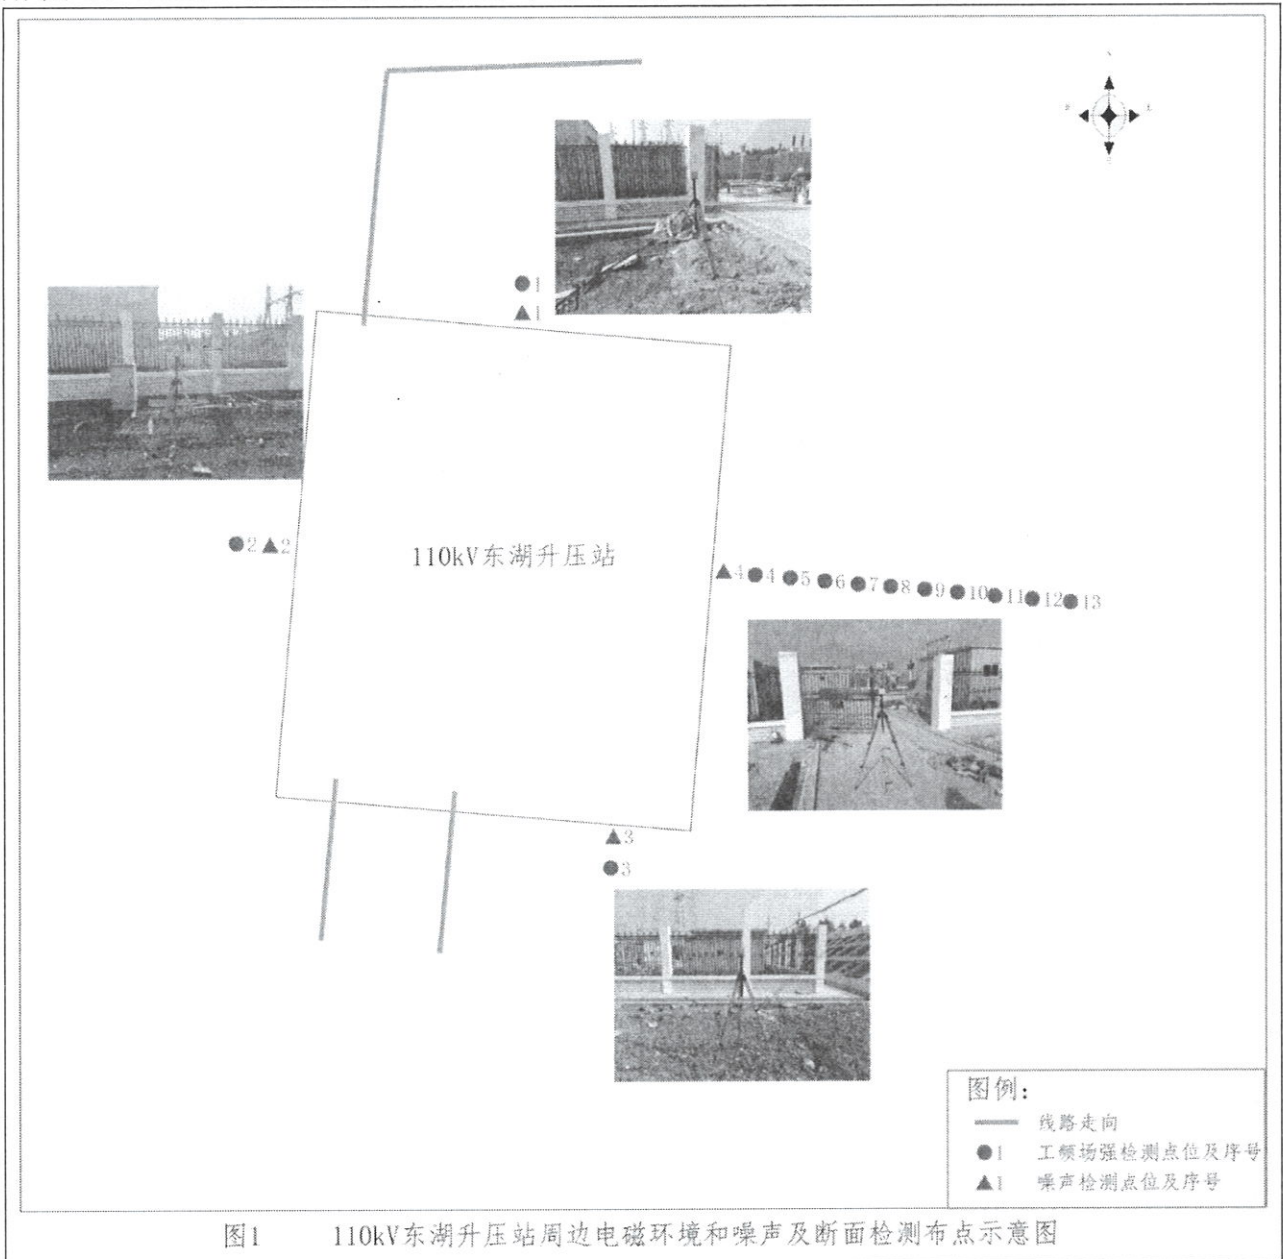 ●1
▲1
●2▲2
110kV东湖升压站
▲4●4●5●6●7●8●9●10●11●12●13
▲3
●3
图例：
线路走向
●1 工频场强检测点位及序号
▲1 噪声检测点位及序号
图1 110kV东湖升压站周边电磁环境和噪声及断面检测布点示意图